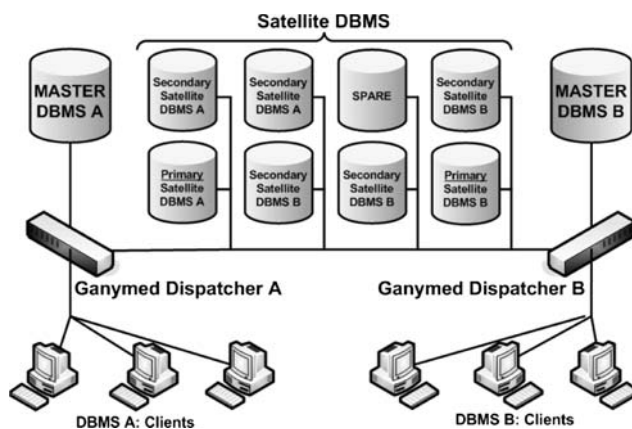 Satellite DBMS
MASTER
DBMS A
Secondary
Satellite
DBMS A
Secondary
Satellite
DBMS A
SPARE
Secondary
Satellite
DBMS B
MASTER
DBMS B
Primary
Satellite
DBMS A
Secondary
Satellite
DBMS B
Secondary
Satellite
DBMS B
Primary
Satellite
DBMS B
Ganymed Dispatcher A
Ganymed Dispatcher B
DBMS A: Clients
DBMS B: Clients